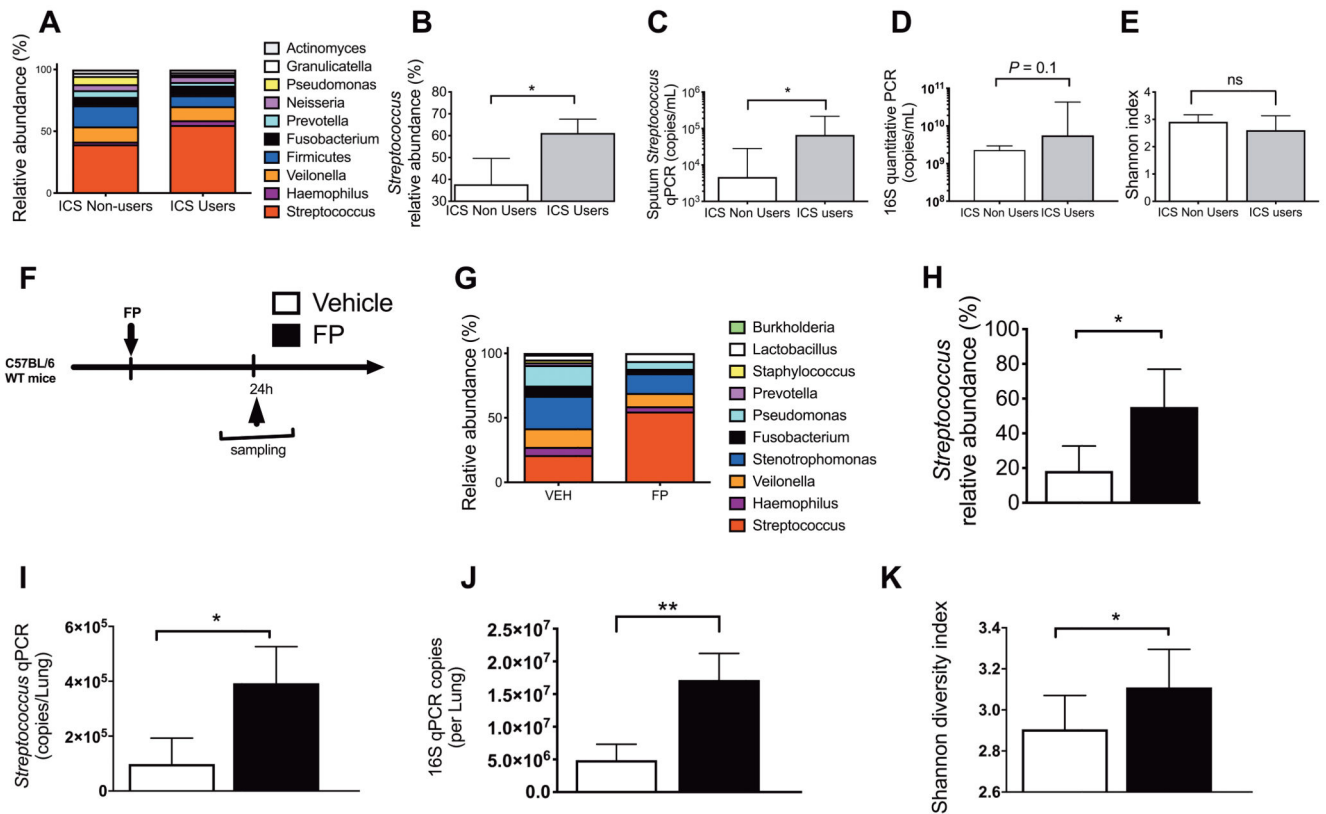 A
Relative abundance (%)
100
50
0
ICS Non-users
ICS Users
Actinomyces
Granulicatella
Pseudomonas
Neisseria
Prevotella
Fusobacterium
Firmicutes
Veilonella
Haemophilus
Streptococcus
B
Streptococcus
relative abundance (%)
80
70
60
50
40
30
*
ICS Non Users
ICS Users
C
Sputum Streptococcus
qPCR (copies/mL)
10⁶
10⁵
10⁴
10³
*
ICS Non Users
ICS users
D
16S quantitative PCR
(copies/mL)
10¹¹
10¹⁰
10⁹
10⁸
P = 0.1
ICS Non Users
ICS Users
E
Shannon index
4
3
2
1
0
ns
ICS Non Users
ICS users
F
FP
Vehicle
FP
C57BL/6
WT mice
24h
sampling
G
Relative abundance (%)
100
50
0
VEH
FP
Burkholderia
Lactobacillus
Staphylococcus
Prevotella
Pseudomonas
Fusobacterium
Stenotrophomonas
Veilonella
Haemophilus
Streptococcus
H
Streptococcus
relative abundance (%)
100
80
60
40
20
0
*
I
Streptococcus qPCR
(copies/Lung)
6×10⁵
4×10⁵
2×10⁵
0
*
J
16S qPCR copies
(per Lung)
2.5×10⁷
2.0×10⁷
1.5×10⁷
1.0×10⁷
5.0×10⁶
0.0
**
K
Shannon diversity index
3.4
3.2
3.0
2.8
2.6
*